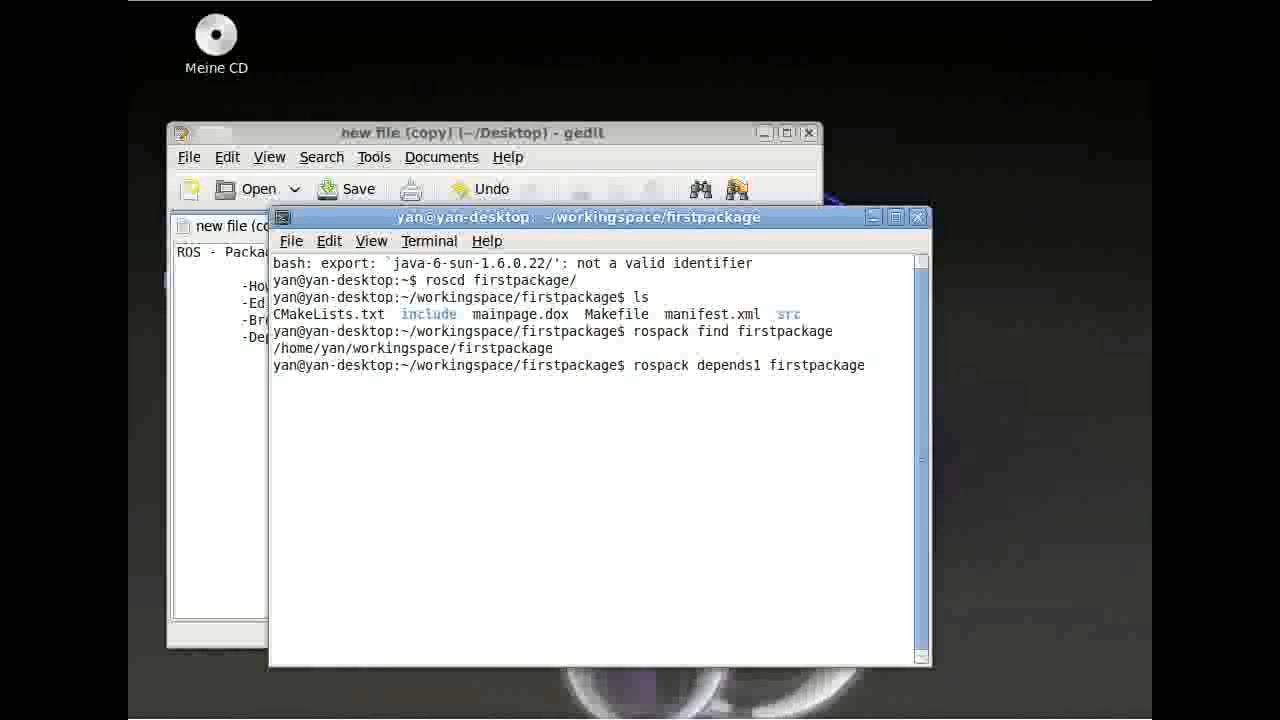 Meine CD
new file (copy) (~/Desktop) - gedit
File Edit View Search Tools Documents Help
Open Save Undo
new file (co
ROS - Packa
-How
-Ed
-Br
-Dep
yan@yan-desktop: ~/workingspace/firstpackage
File Edit View Terminal Help
bash: export: `java-6-sun-1.6.0.22/': not a valid identifier
yan@yan-desktop:~$ roscd firstpackage/
yan@yan-desktop:~/workingspace/firstpackage$ ls
CMakeLists.txt include mainpage.dox Makefile manifest.xml src
yan@yan-desktop:~/workingspace/firstpackage$ rospack find firstpackage
/home/yan/workingspace/firstpackage
yan@yan-desktop:~/workingspace/firstpackage$ rospack depends1 firstpackage